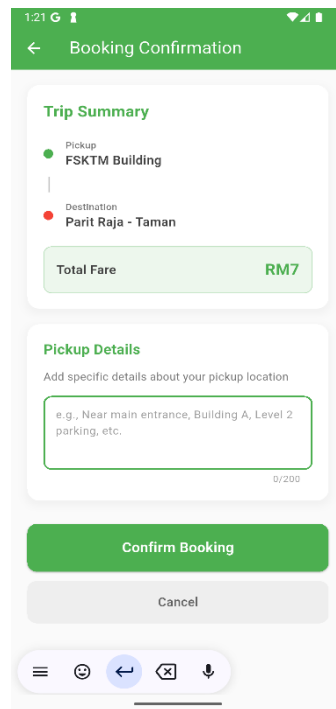 1:21 G
Booking Confirmation
Trip Summary
Pickup
FSKTM Building
Destination
Parit Raja - Taman
Total Fare RM7
Pickup Details
Add specific details about your pickup location
e.g., Near main entrance, Building A, Level 2
parking, etc.
0/200
Confirm Booking
Cancel